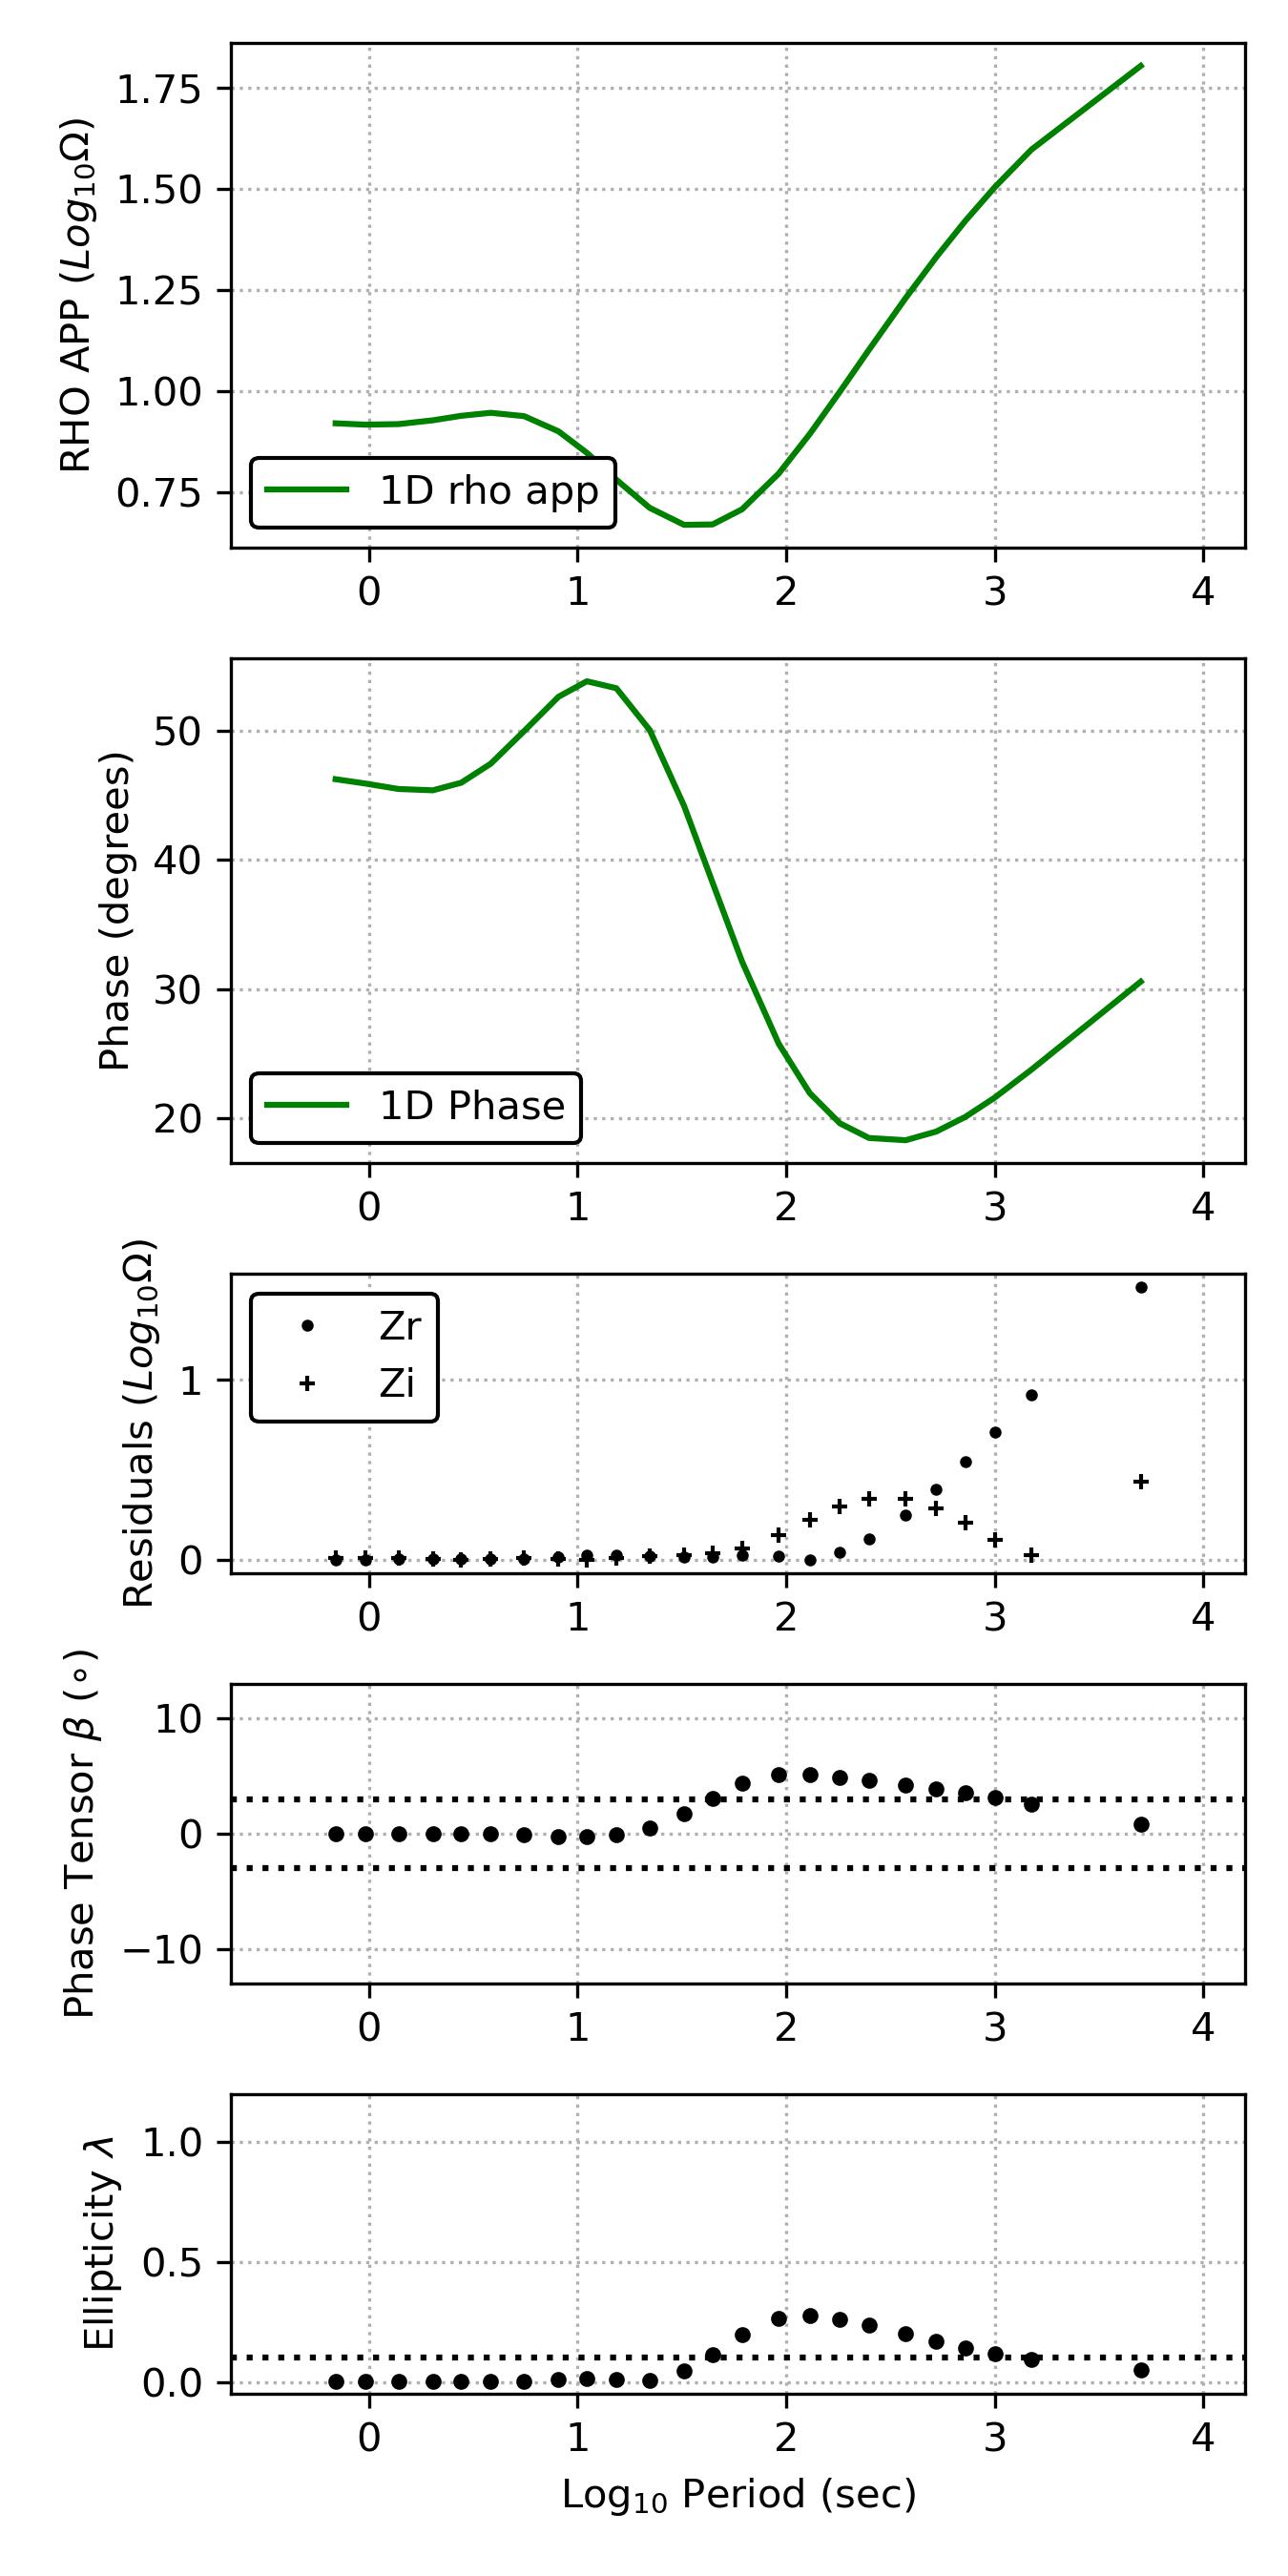 RHO APP (Log₁₀Ω)
1.75
1.50
1.25
1.00
0.75
1D rho app
0 1 2 3 4
Phase (degrees)
50
40
30
20
1D Phase
0 1 2 3 4
Residuals (Log₁₀Ω)
Zr
Zi
1
0
0 1 2 3 4
Phase Tensor β (∘)
10
0
−10
0 1 2 3 4
Ellipticity λ
1.0
0.5
0.0
0 1 2 3 4
Log₁₀ Period (sec)